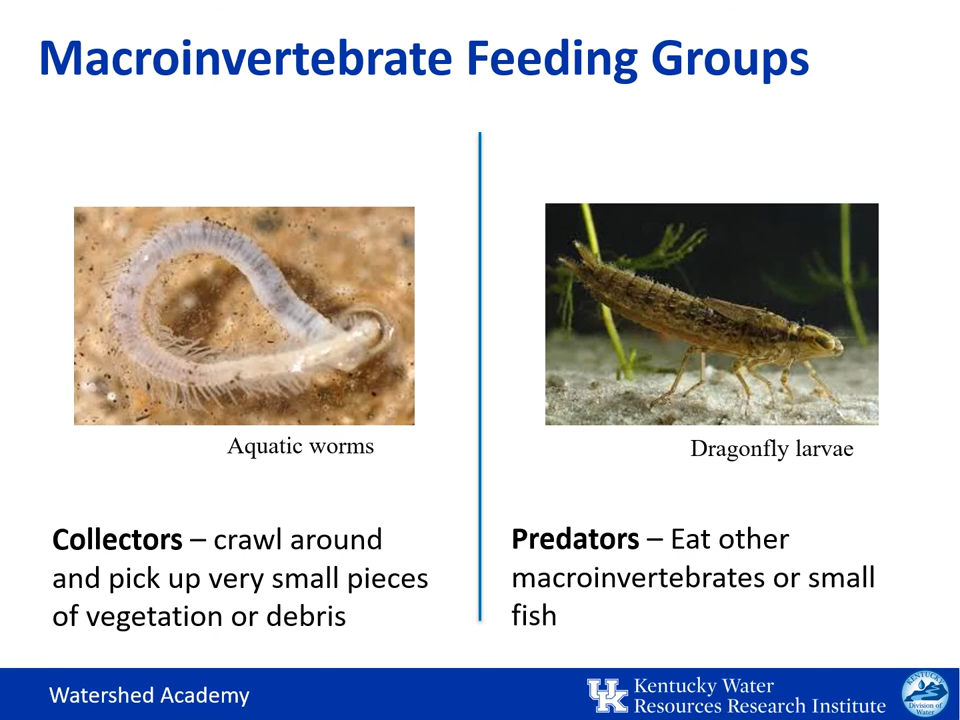 Macroinvertebrate Feeding Groups
Aquatic worms
Collectors – crawl around
and pick up very small pieces
of vegetation or debris
Dragonfly larvae
Predators – Eat other
macroinvertebrates or small
fish
Watershed Academy
UK
Kentucky Water
Resources Research Institute
KENTUCKY
Division of
Water